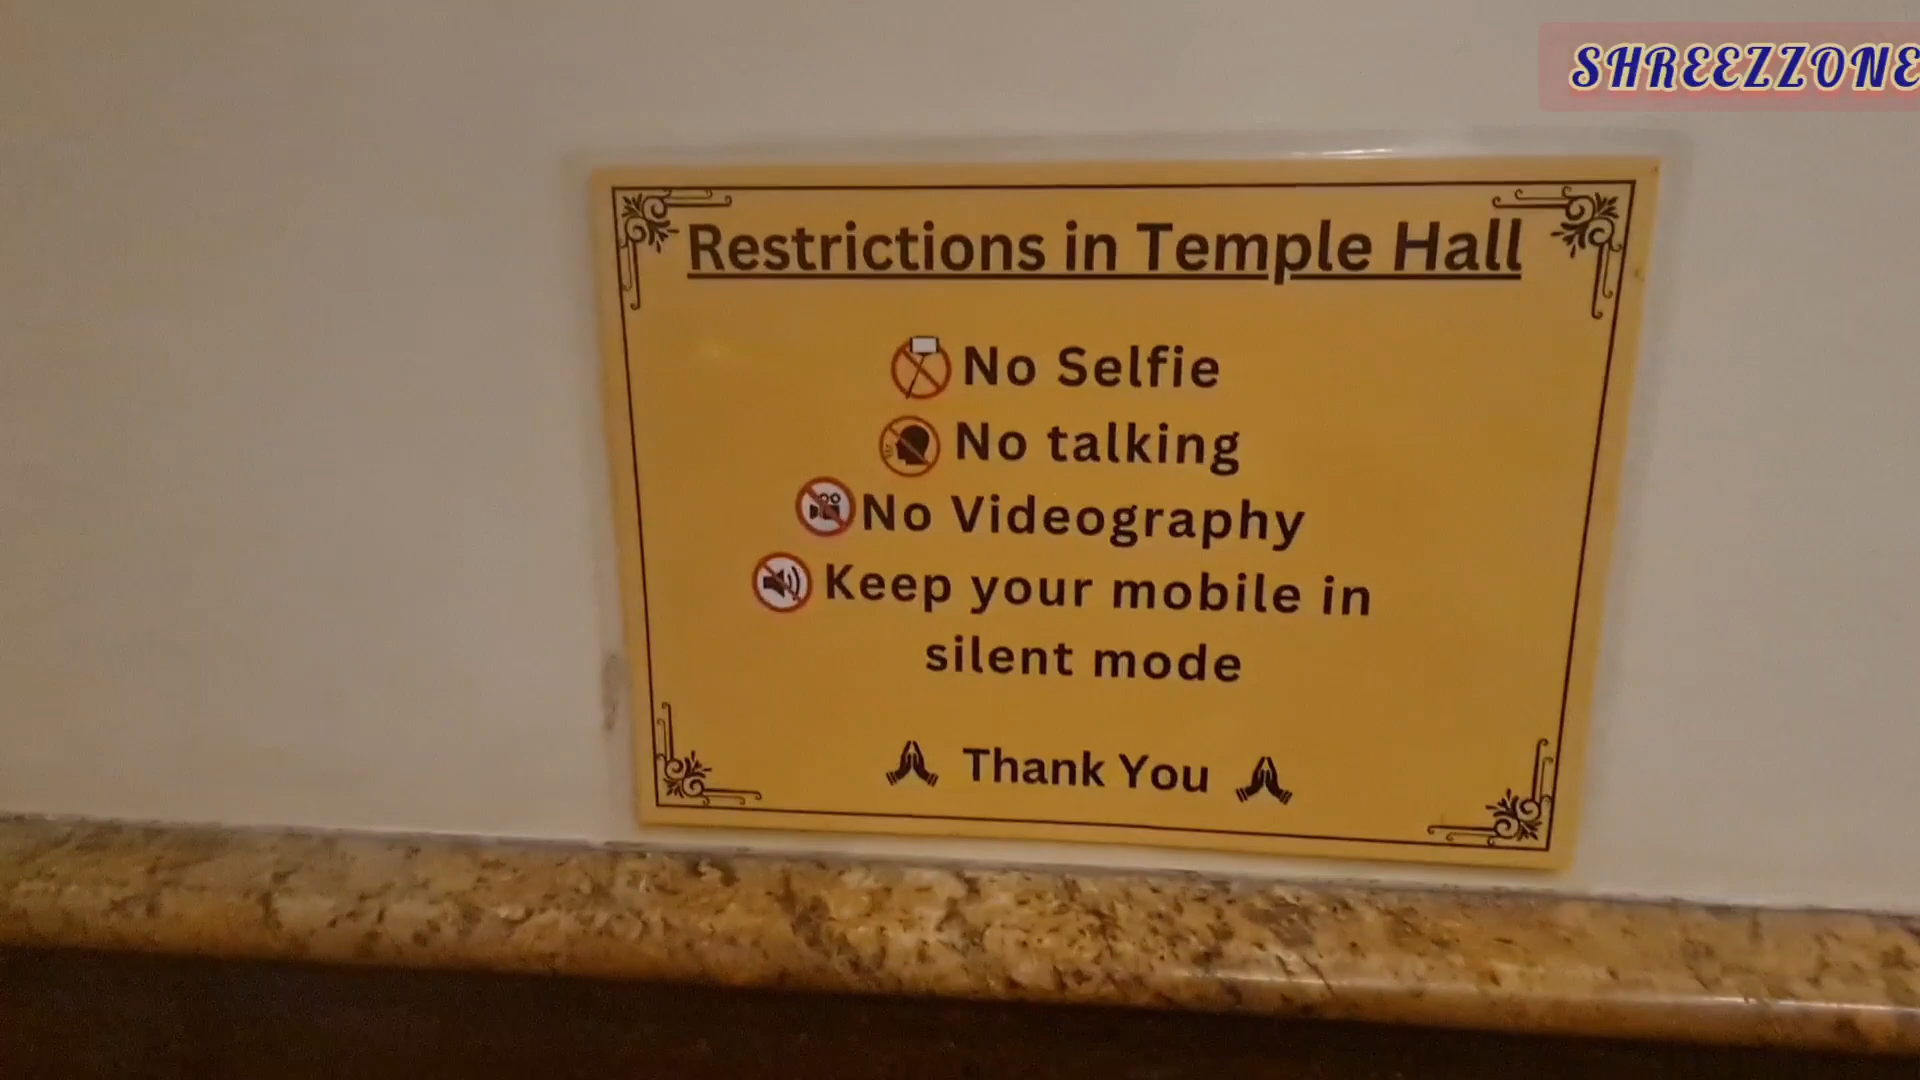 SHREEZZONE
Restrictions in Temple Hall
No Selfie
No talking
No Videography
Keep your mobile in
silent mode
Thank You